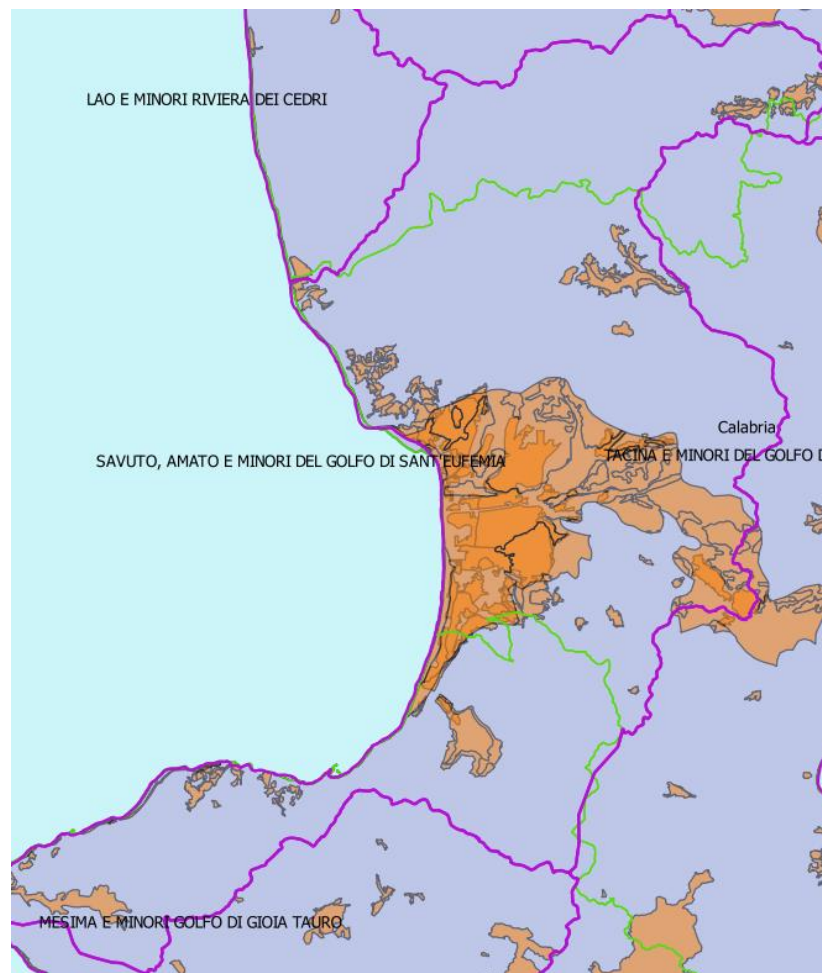 LAO E MINORI RIVIERA DEI CEDRI
Calabria
SAVUTO, AMATO E MINORI DEL GOLFO DI SANT'EUFEMIA
TACINA E MINORI DEL GOLFO D
MESIMA E MINORI GOLFO DI GIOIA TAURO